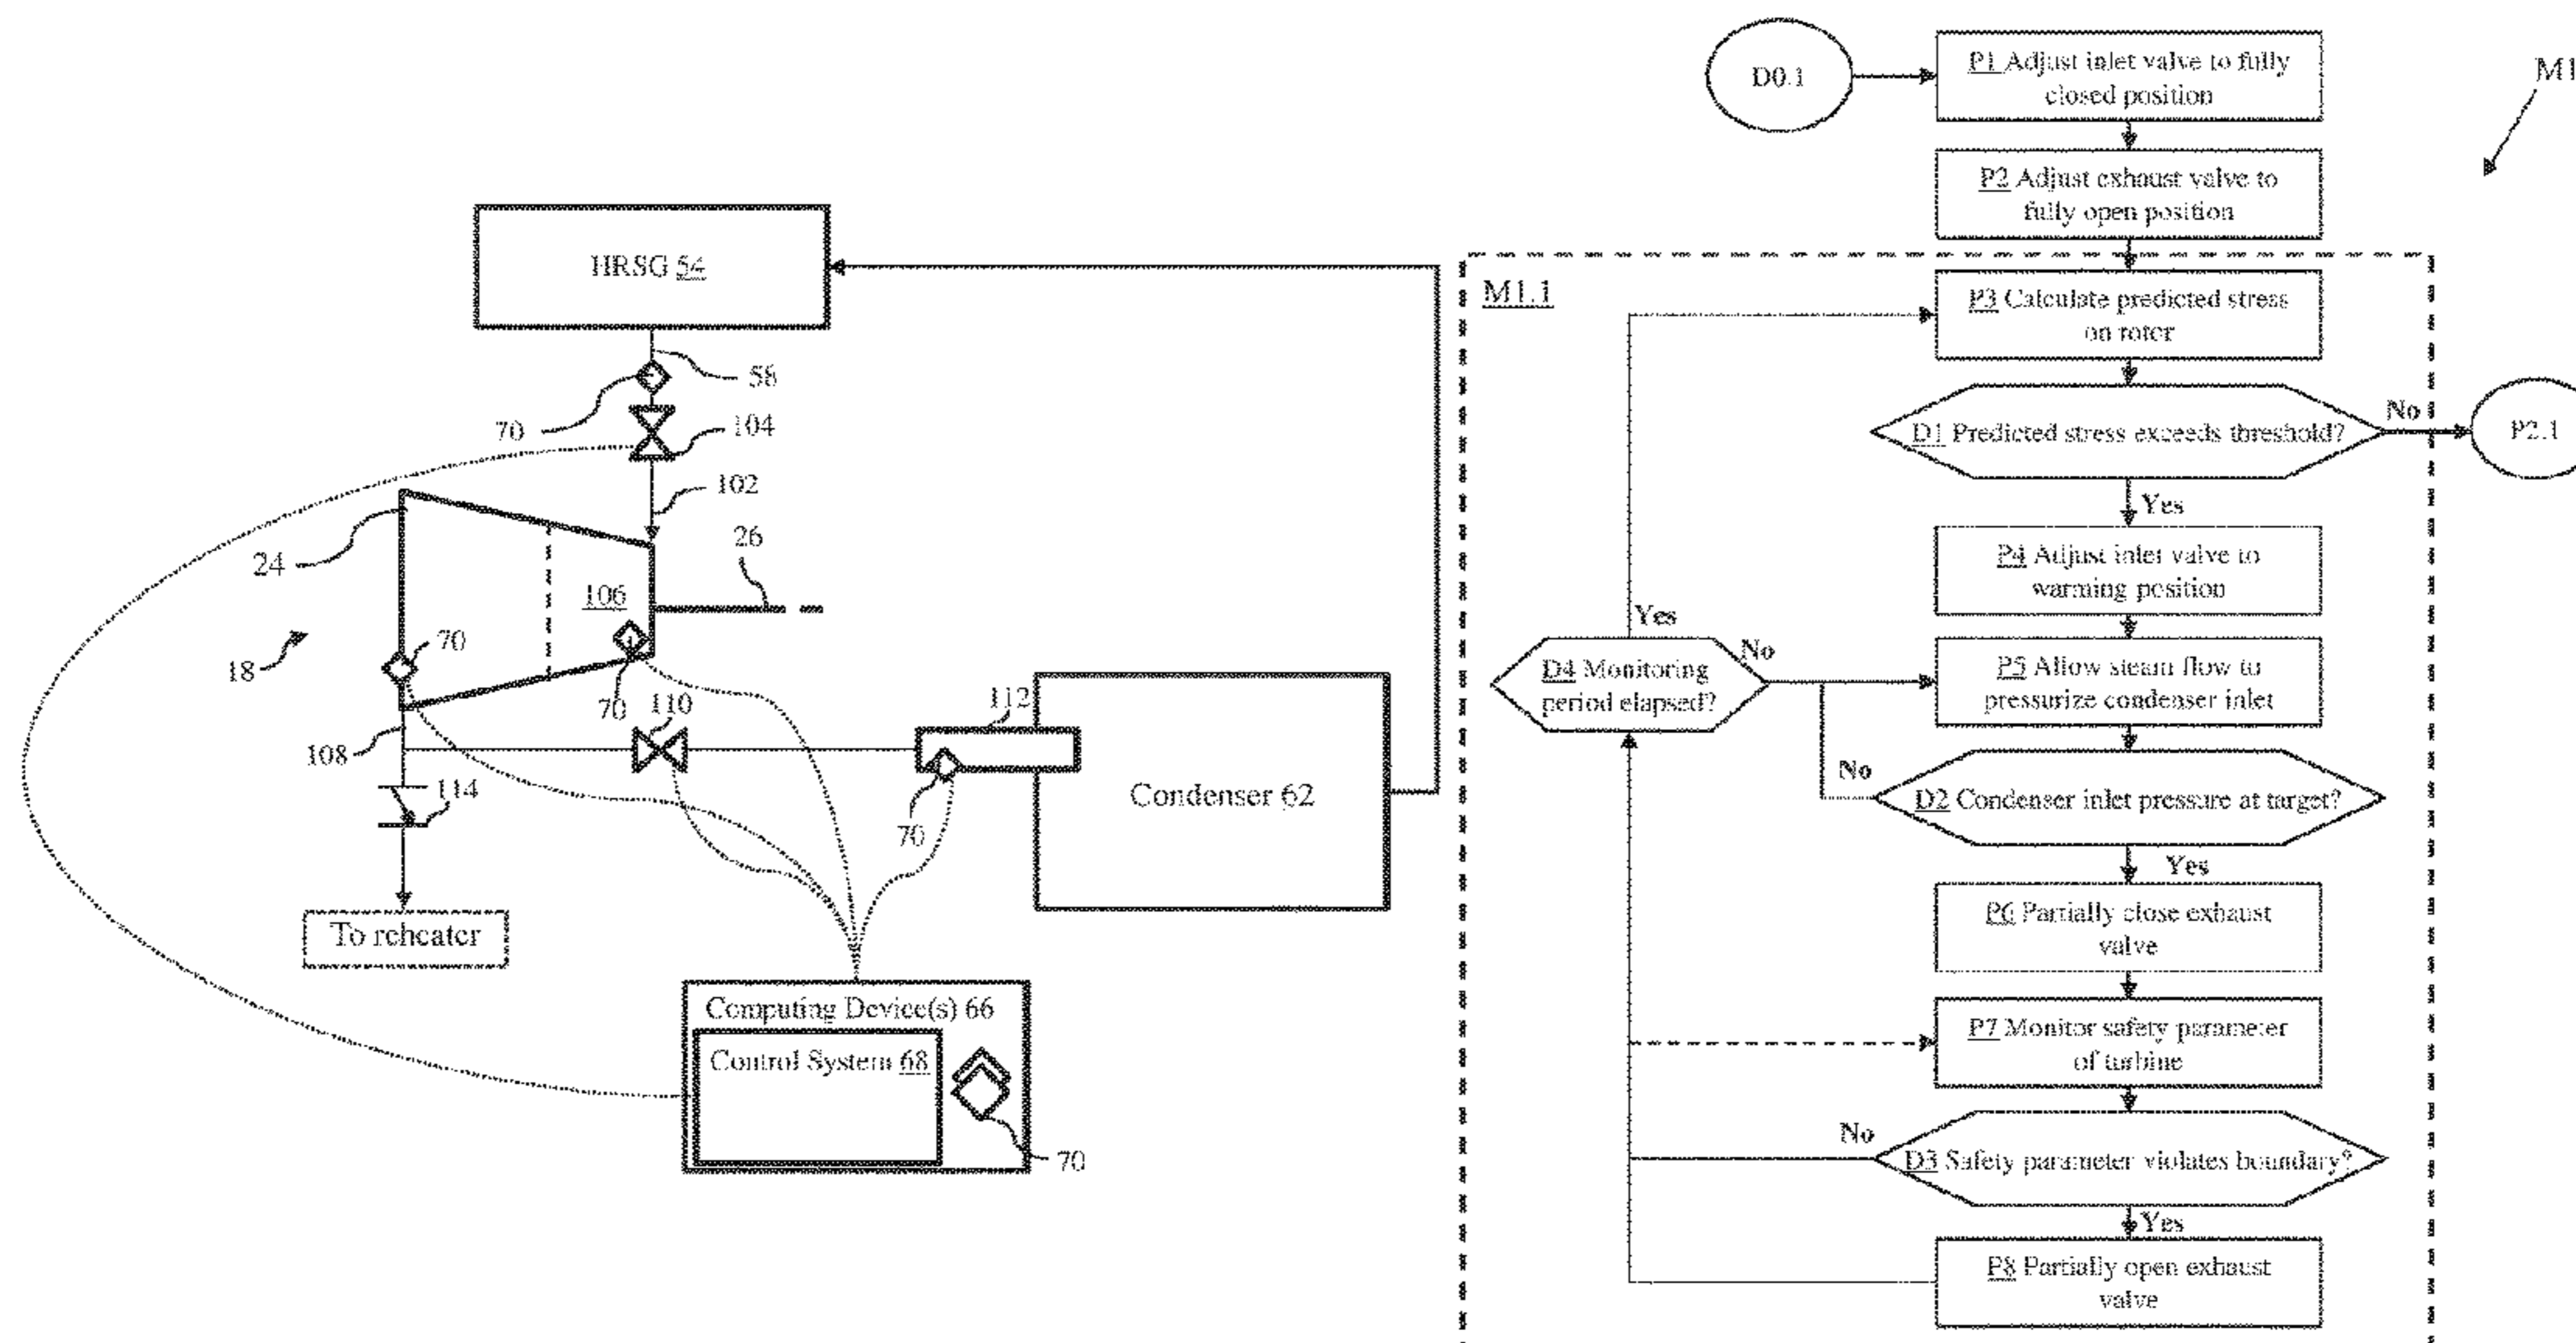 HRSG 54
58
70
104
102
24
26
106
18
70
70
110
112
108
114
70
Condenser 62
To reheater
Computing Device(s) 66
Control System 68
70
D0.1
P1 Adjust inlet valve to fully
closed position
M1
P2 Adjust exhaust valve to
fully open position
M1.1
P3 Calculate predicted stress
on rotor
D1 Predicted stress exceeds threshold?
No
P2.1
Yes
P4 Adjust inlet valve to
warming position
Yes
D4 Monitoring
period elapsed?
No
P5 Allow steam flow to
pressurize condenser inlet
No
D2 Condenser inlet pressure at target?
Yes
P6 Partially close exhaust
valve
P7 Monitor safety parameter
of turbine
No
D3 Safety parameter violates boundary?
Yes
P8 Partially open exhaust
valve